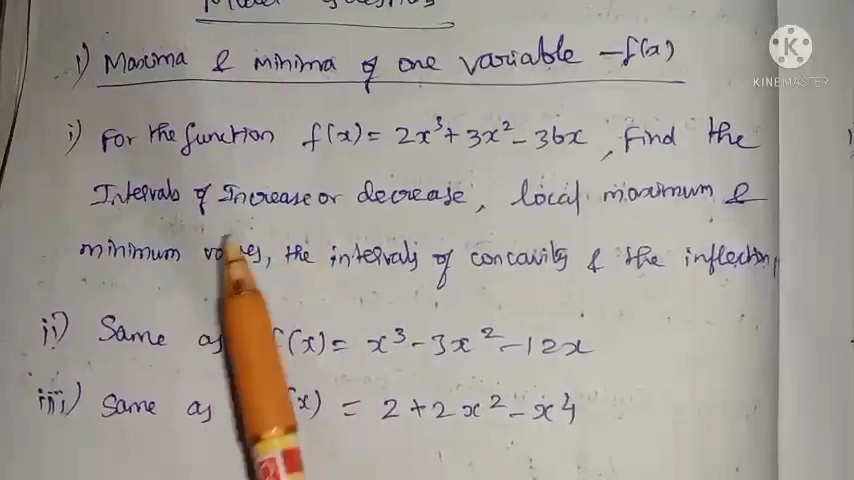 1) Maxima & minima of one variable - f(x)
KINEMASTER
i) For the function f(x) = 2x³ + 3x² - 36x, Find the
Intervals of Increase or decrease, local maximum &
minimum values, the intervals of concavity & the inflection
ii) Same as f(x) = x³ - 3x² - 12x
iii) Same as (x) = 2 + 2x² - x⁴